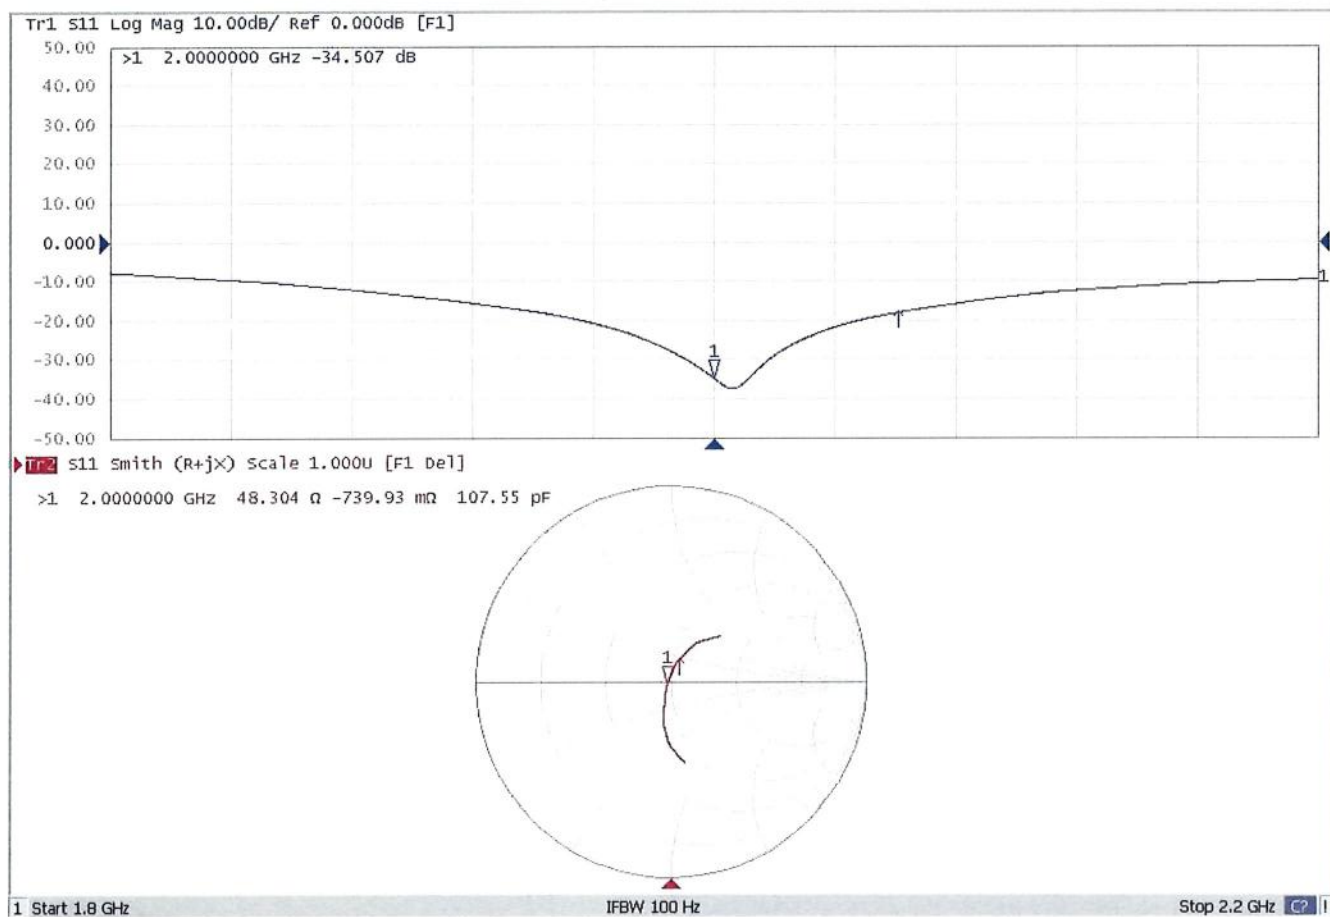 Tr1 S11 Log Mag 10.00dB/ Ref 0.000dB [F1]
50.00
>1 2.0000000 GHz -34.507 dB
40.00
30.00
20.00
10.00
0.000
-10.00
1
-20.00
-30.00
1
-40.00
-50.00
Tr2 S11 Smith (R+jX) Scale 1.000U [F1 Del]
>1 2.0000000 GHz 48.304 Ω -739.93 mΩ 107.55 pF
1
1 Start 1.8 GHz IFBW 100 Hz Stop 2.2 GHz C? !